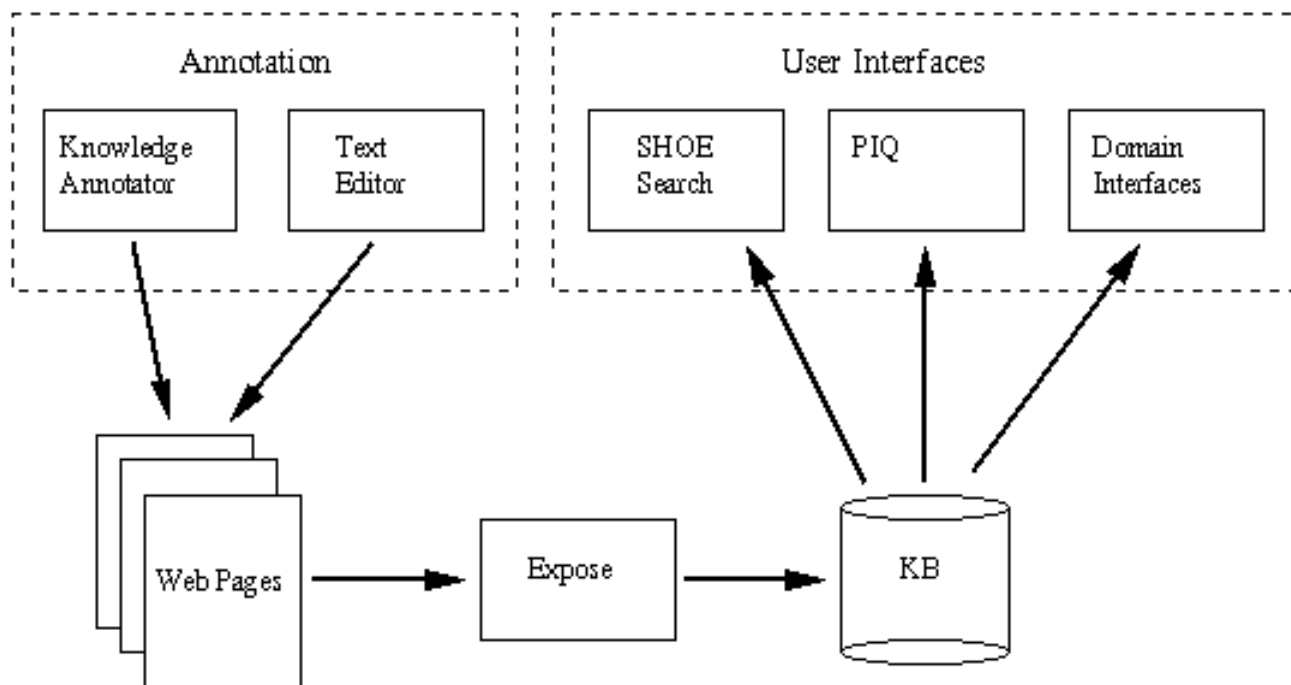 Annotation
User Interfaces
Knowledge
Annotator
Text
Editor
SHOE
Search
PIQ
Domain
Interfaces
Web Pages
Expose
KB